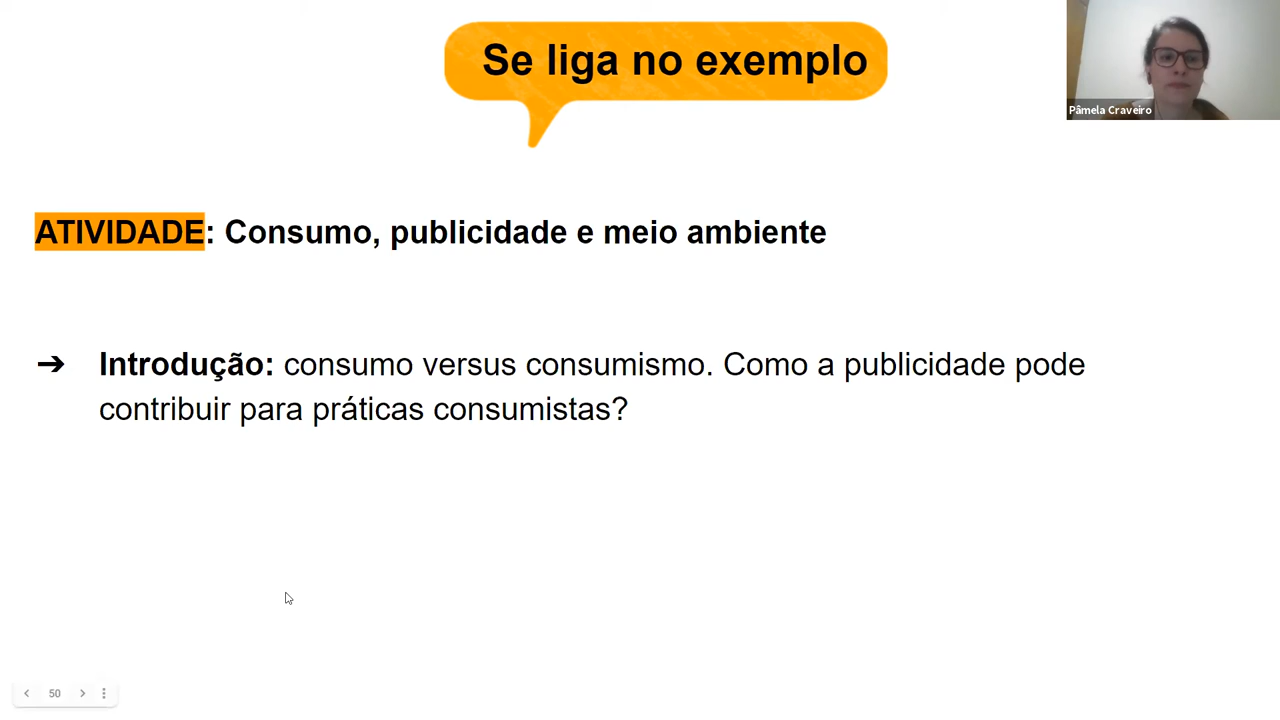 Se liga no exemplo
Pâmela Craveiro
ATIVIDADE: Consumo, publicidade e meio ambiente
➔ Introdução: consumo versus consumismo. Como a publicidade pode
contribuir para práticas consumistas?
50